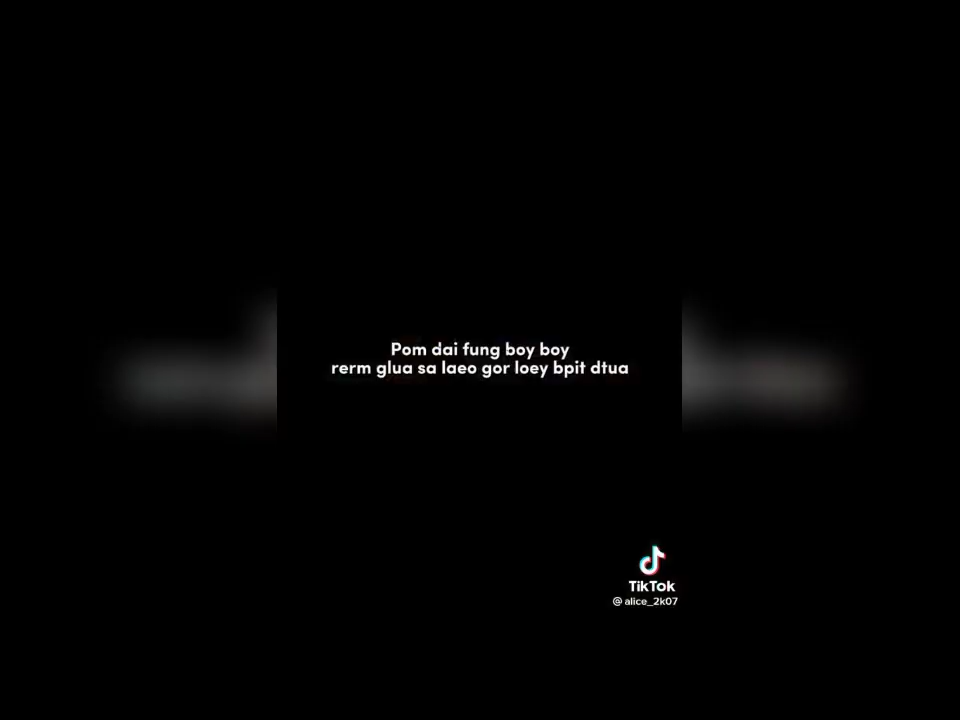 Pom dai fung boy boy
rerm glua sa laeo gor loey bpit dtua
TikTok
@alice_2k07